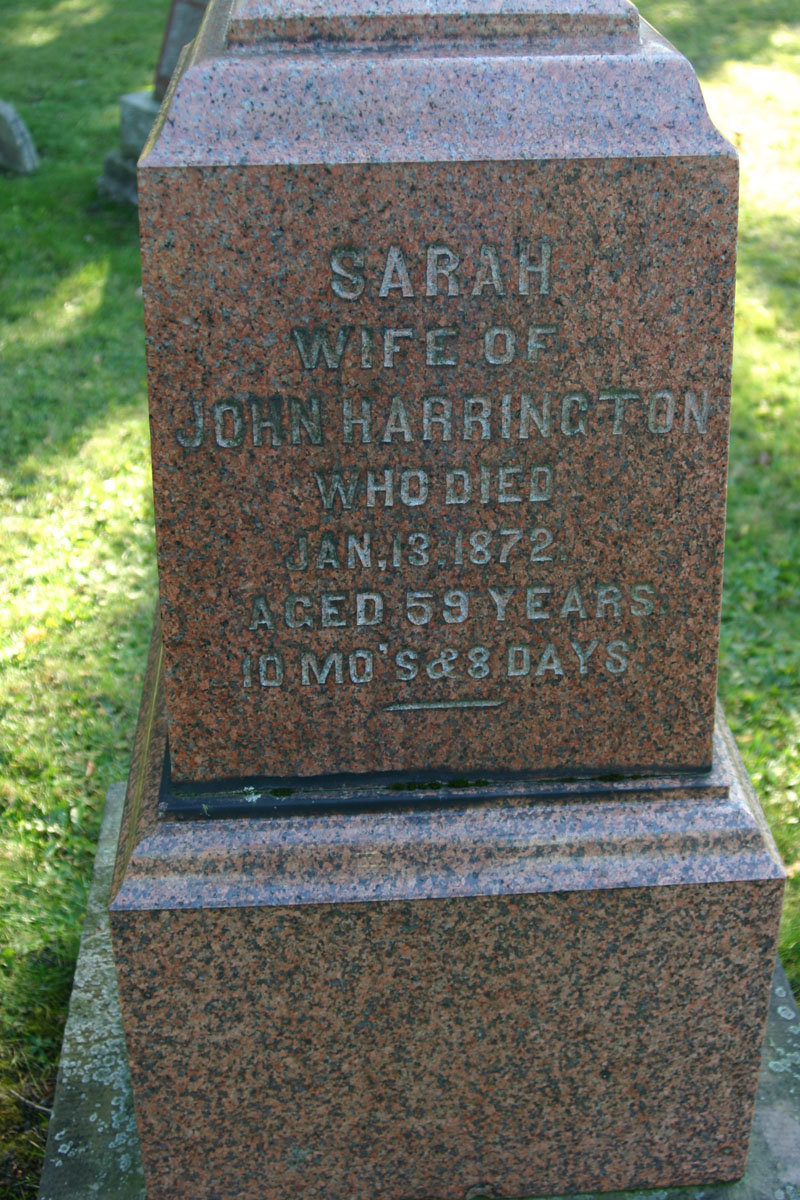 SARAH
WIFE OF
JOHN HARRINGTON
WHO DIED
JAN. 13. 1872.
AGED 59 YEARS.
10 MO'S & 8 DAYS.